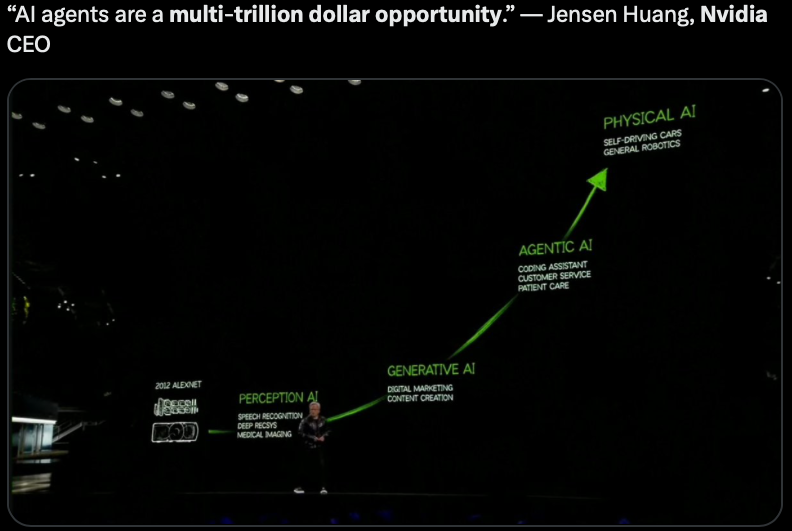 “AI agents are a multi-trillion dollar opportunity.” — Jensen Huang, Nvidia
CEO
PHYSICAL AI
SELF-DRIVING CARS
GENERAL ROBOTICS
AGENTIC AI
CODING ASSISTANT
CUSTOMER SERVICE
PATIENT CARE
GENERATIVE AI
DIGITAL MARKETING
CONTENT CREATION
2012 ALEXNET
PERCEPTION AI
SPEECH RECOGNITION
DEEP RECSYS
MEDICAL IMAGING